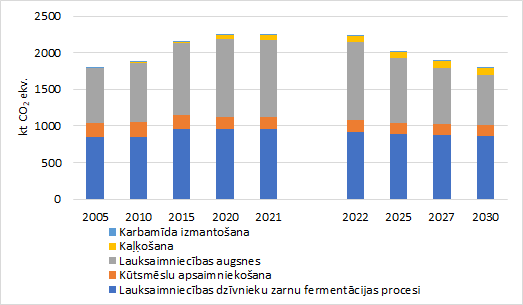 2500
2000
1500
1000
500
0
kt CO₂ ekv.
2005 2010 2015 2020 2021 2022 2025 2027 2030
Karbamīda izmantošana
Kaļķošana
Lauksaimniecības augsnes
Kūtsmēslu apsaimniekošana
Lauksaimniecības dzīvnieku zarnu fermentācijas procesi